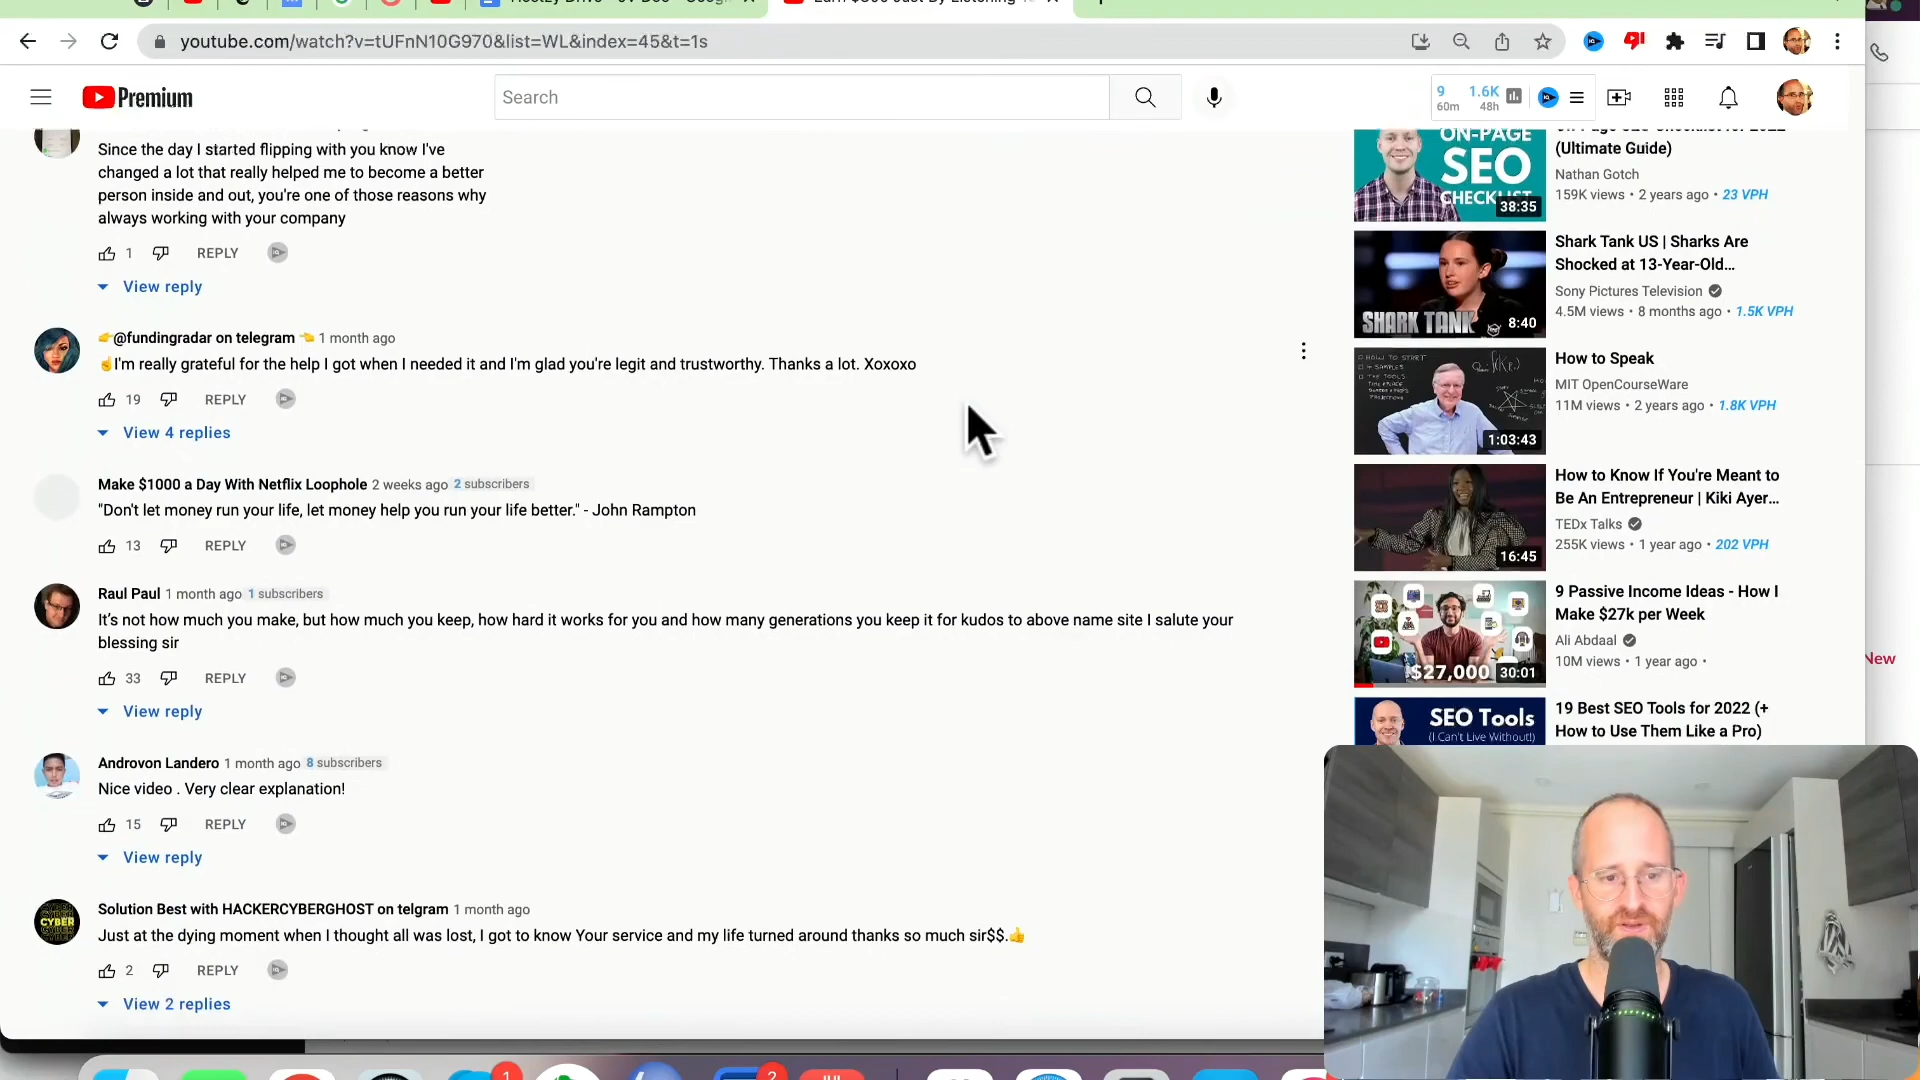 youtube.com/watch?v=tUFnN10G970&list=WL&index=45&t=1s
Premium
Search
9
60m
1.6K
48h
Since the day I started flipping with you know I've
changed a lot that really helped me to become a better
person inside and out, you're one of those reasons why
always working with your company
1 REPLY
View reply
👉@fundingradar on telegram 👈 1 month ago
☝I'm really grateful for the help I got when I needed it and I'm glad you're legit and trustworthy. Thanks a lot. Xoxoxo
19 REPLY
View 4 replies
Make $1000 a Day With Netflix Loophole 2 weeks ago 2 subscribers
"Don't let money run your life, let money help you run your life better." - John Rampton
13 REPLY
Raul Paul 1 month ago 1 subscribers
It's not how much you make, but how much you keep, how hard it works for you and how many generations you keep it for kudos to above name site I salute your
blessing sir
33 REPLY
View reply
Androvon Landero 1 month ago 8 subscribers
Nice video . Very clear explanation!
15 REPLY
View reply
CYBER
Solution Best with HACKERCYBERGHOST on telgram 1 month ago
Just at the dying moment when I thought all was lost, I got to know Your service and my life turned around thanks so much sir$$.👍
2 REPLY
View 2 replies
ON-PAGE
SEO
CHECKLIST
38:35
(Ultimate Guide)
Nathan Gotch
159K views • 2 years ago • 23 VPH
SHARK TANK
8:40
Shark Tank US | Sharks Are
Shocked at 13-Year-Old...
Sony Pictures Television
4.5M views • 8 months ago • 1.5K VPH
1:03:43
How to Speak
MIT OpenCourseWare
11M views • 2 years ago • 1.8K VPH
16:45
How to Know If You're Meant to
Be An Entrepreneur | Kiki Ayer...
TEDx Talks
255K views • 1 year ago • 202 VPH
$27,000
30:01
9 Passive Income Ideas - How I
Make $27k per Week
Ali Abdaal
10M views • 1 year ago •
SEO Tools
(I Can't Live Without!)
19 Best SEO Tools for 2022 (+
How to Use Them Like a Pro)
New
1
2